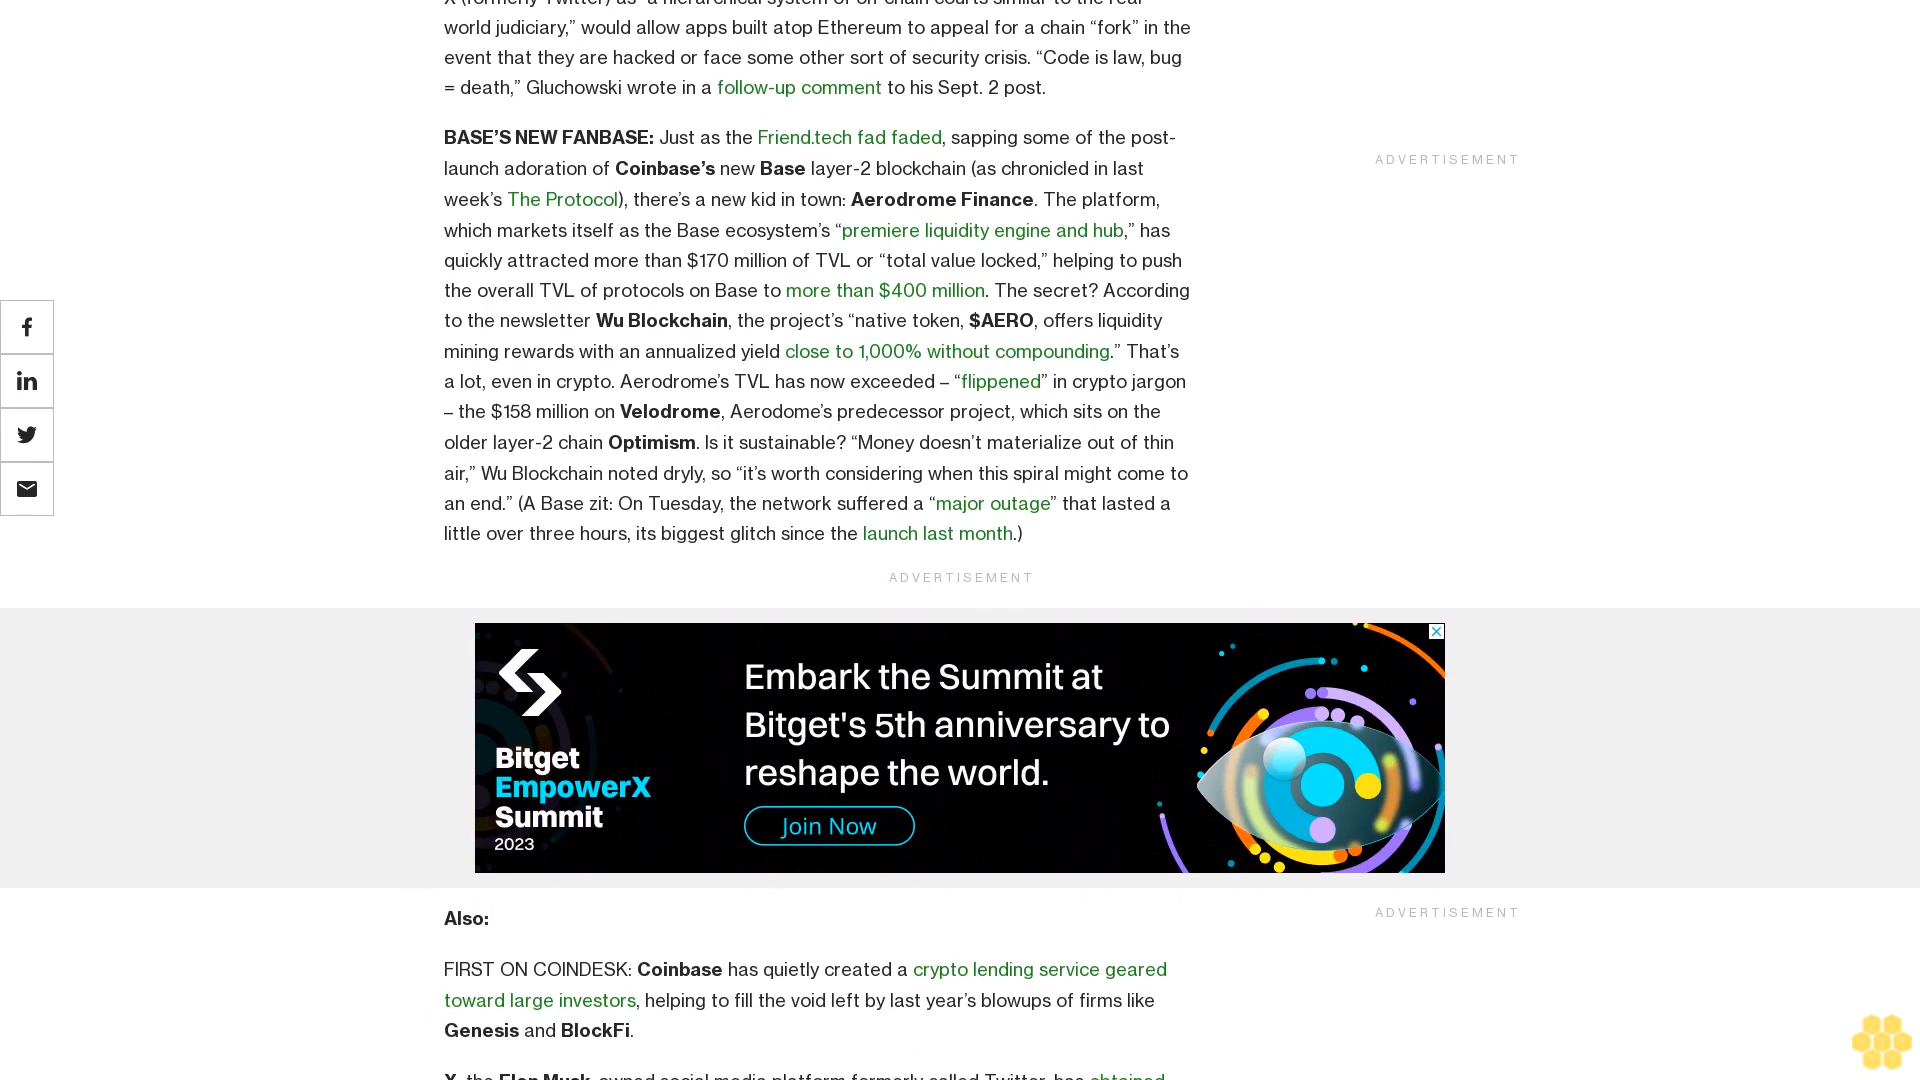 world judiciary,” would allow apps built atop Ethereum to appeal for a chain “fork” in the
event that they are hacked or face some other sort of security crisis. “Code is law, bug
= death,” Gluchowski wrote in a follow-up comment to his Sept. 2 post.
BASE’S NEW FANBASE: Just as the Friend.tech fad faded, sapping some of the post-
launch adoration of Coinbase’s new Base layer-2 blockchain (as chronicled in last
week’s The Protocol), there’s a new kid in town: Aerodrome Finance. The platform,
which markets itself as the Base ecosystem’s “premiere liquidity engine and hub,” has
quickly attracted more than $170 million of TVL or “total value locked,” helping to push
the overall TVL of protocols on Base to more than $400 million. The secret? According
to the newsletter Wu Blockchain, the project’s “native token, $AERO, offers liquidity
mining rewards with an annualized yield close to 1,000% without compounding.” That’s
a lot, even in crypto. Aerodrome’s TVL has now exceeded – “flippened” in crypto jargon
– the $158 million on Velodrome, Aerodome’s predecessor project, which sits on the
older layer-2 chain Optimism. Is it sustainable? “Money doesn’t materialize out of thin
air,” Wu Blockchain noted dryly, so “it’s worth considering when this spiral might come to
an end.” (A Base zit: On Tuesday, the network suffered a “major outage” that lasted a
little over three hours, its biggest glitch since the launch last month.)
ADVERTISEMENT
ADVERTISEMENT
Bitget
EmpowerX
Summit
2023
Embark the Summit at
Bitget's 5th anniversary to
reshape the world.
Join Now
Also:
ADVERTISEMENT
FIRST ON COINDESK: Coinbase has quietly created a crypto lending service geared
toward large investors, helping to fill the void left by last year’s blowups of firms like
Genesis and BlockFi.
X, the Elon Musk-owned social media platform formerly called Twitter, has obtained